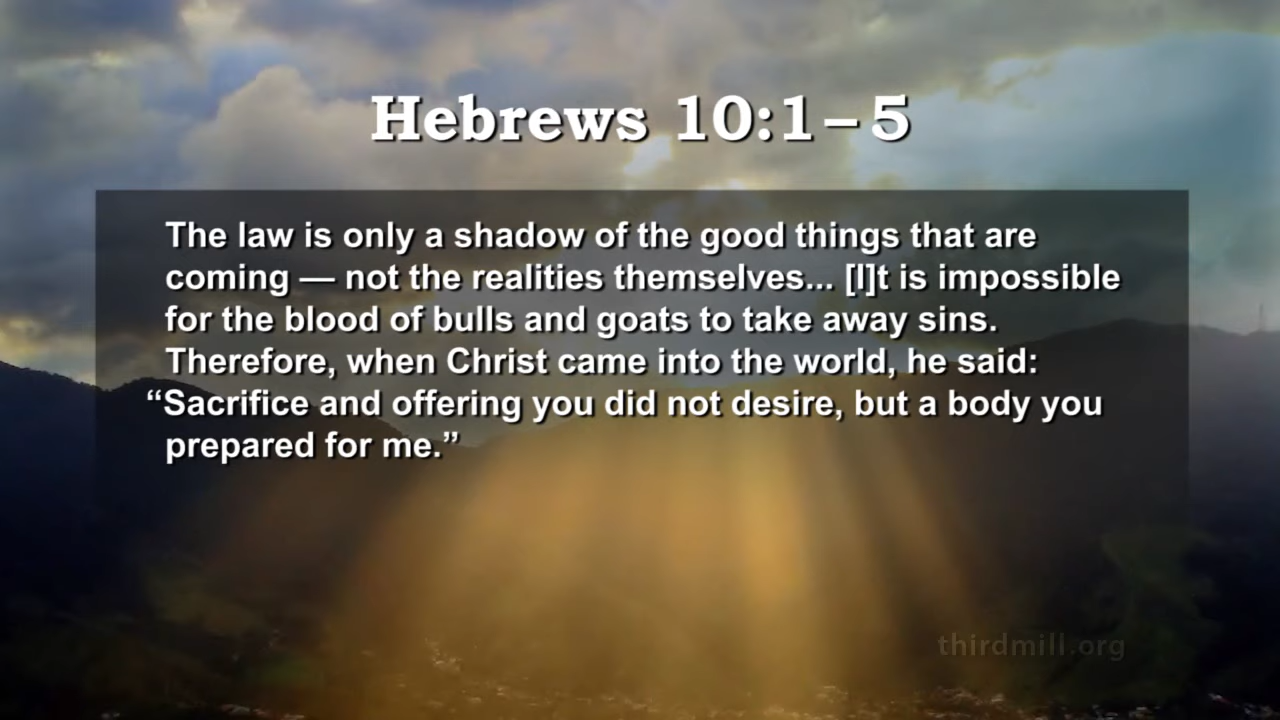 Hebrews 10:1–5
The law is only a shadow of the good things that are
coming — not the realities themselves... [I]t is impossible
for the blood of bulls and goats to take away sins.
Therefore, when Christ came into the world, he said:
“Sacrifice and offering you did not desire, but a body you
prepared for me.”
thirdmill.org